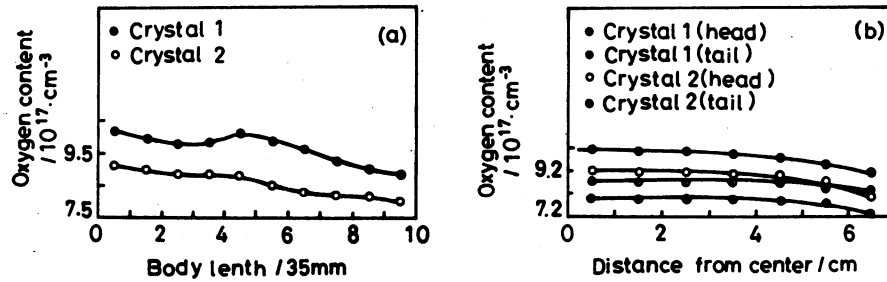 Crystal 1
Crystal 2
(a)
Oxygen content
/ 10¹⁷·cm⁻³
9.5
7.5
0 2 4 6 8 10
Body lenth / 35mm
Crystal 1 (head)
Crystal 1 (tail)
Crystal 2 (head)
Crystal 2 (tail)
(b)
Oxygen content
/ 10¹⁷.cm⁻³
9.2
7.2
0 2 4 6
Distance from center / cm